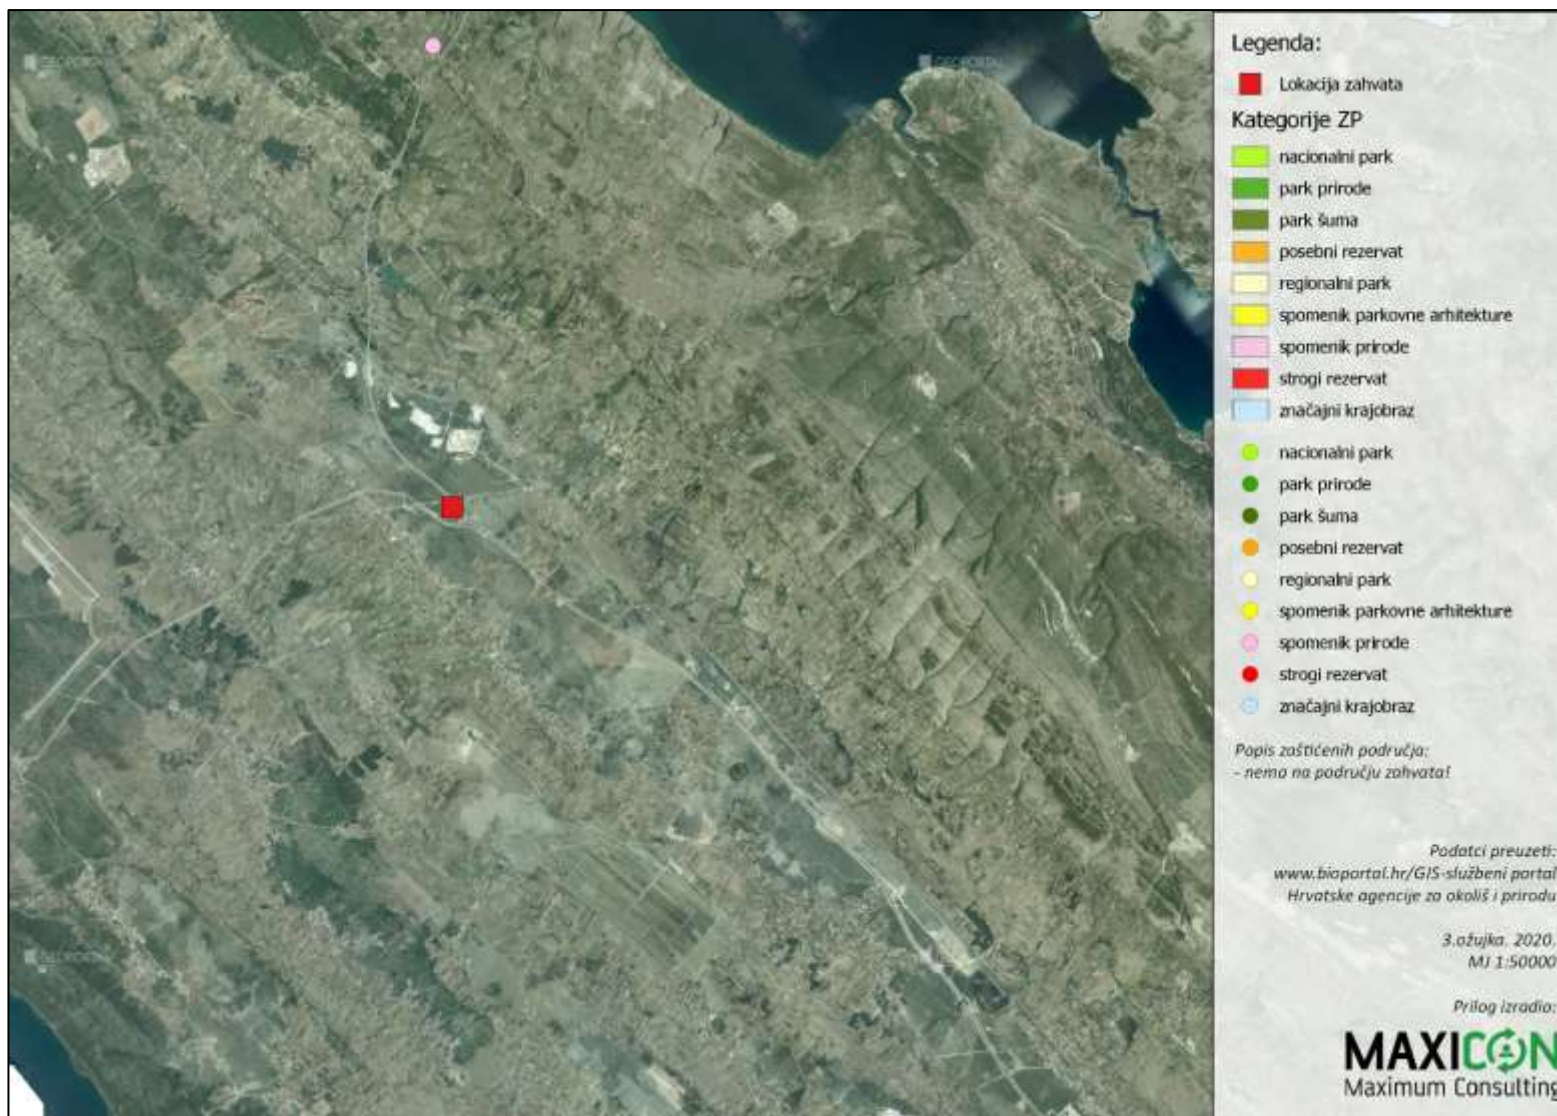 GEOPORTAL
GEOPORTAL
GEOPORTAL
Legenda:
Lokacija zahvata
Kategorije ZP
nacionalni park
park prirode
park šuma
posebni rezervat
regionalni park
spomenik parkovne arhitekture
spomenik prirode
strogi rezervat
značajni krajobraz
nacionalni park
park prirode
park šuma
posebni rezervat
regionalni park
spomenik parkovne arhitekture
spomenik prirode
strogi rezervat
značajni krajobraz
Popis zaštićenih područja:
- nema na području zahvata!
Podatci preuzeti:
www.bioportal.hr/GIS-službeni portal
Hrvatske agencije za okoliš i prirodu
3.ožujka. 2020.
MJ 1:50000
Prilog izradio:
MAXICON
Maximum Consulting